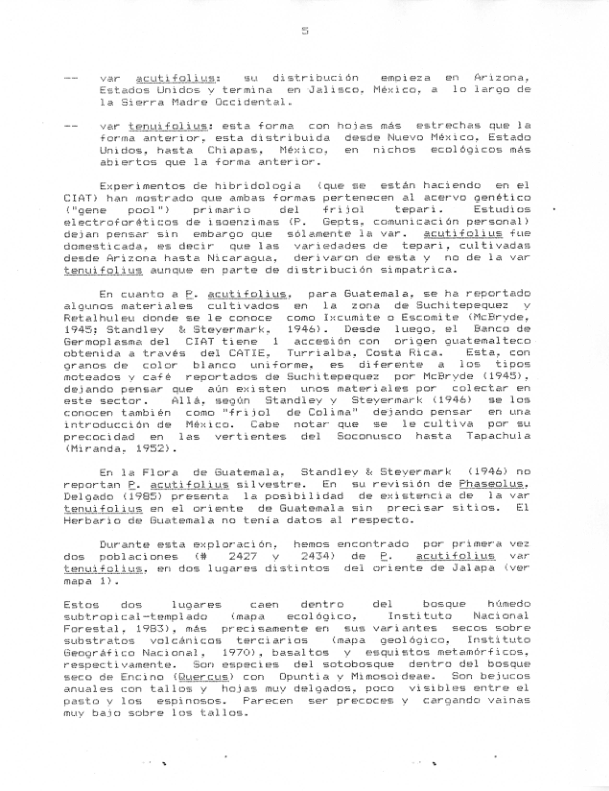 5
-- var acutifolius: su distribución empieza en Arizona,
Estados Unidos y termina en Jalisco, México, a lo largo de
la Sierra Madre Occidental.
-- var tenuifolius: esta forma con hojas más estrechas que la
forma anterior, esta distribuida desde Nuevo México, Estado
Unidos, hasta Chiapas, México, en nichos ecológicos más
abiertos que la forma anterior.
Experimentos de hibridología (que se están haciendo en el
CIAT) han mostrado que ambas formas pertenecen al acervo genético
("gene pool") primario del frijol tepari. Estudios
electroforéticos de isoenzimas (P. Gepts, comunicación personal)
dejan pensar sin embargo que sólamente la var. acutifolius fue
domesticada, es decir que las variedades de tepari, cultivadas
desde Arizona hasta Nicaragua, derivaron de esta y no de la var
tenuifolius aunque en parte de distribución simpatrica.
En cuanto a P. acutifolius, para Guatemala, se ha reportado
algunos materiales cultivados en la zona de Suchitepequez y
Retalhuleu donde se le conoce como Ixcumite o Escomite (McBryde,
1945; Standley & Steyermark, 1946). Desde luego, el Banco de
Germoplasma del CIAT tiene 1 accesión con origen guatemalteco
obtenida a través del CATIE, Turrialba, Costa Rica. Esta, con
granos de color blanco uniforme, es diferente a los tipos
moteados y café reportados de Suchitepequez por McBryde (1945),
dejando pensar que aún existen unos materiales por colectar en
este sector. Allá, según Standley y Steyermark (1946) se los
conocen también como "frijol de Colima" dejando pensar en una
introducción de México. Cabe notar que se le cultiva por su
precocidad en las vertientes del Soconusco hasta Tapachula
(Miranda, 1952).
En la Flora de Guatemala, Standley & Steyermark (1946) no
reportan P. acutifolius silvestre. En su revisión de Phaseolus,
Delgado (1985) presenta la posibilidad de existencia de la var
tenuifolius en el oriente de Guatemala sin precisar sitios. El
Herbario de Guatemala no tenia datos al respecto.
Durante esta exploración, hemos encontrado por primera vez
dos poblaciones (# 2427 y 2434) de P. acutifolius var
tenuifolius, en dos lugares distintos del oriente de Jalapa (ver
mapa 1).
Estos dos lugares caen dentro del bosque húmedo
subtropical-templado (mapa ecológico, Instituto Nacional
Forestal, 1983), más precisamente en sus variantes secos sobre
substratos volcánicos terciarios (mapa geológico, Instituto
Geográfico Nacional, 1970), basaltos y esquistos metamórficos,
respectivamente. Son especies del sotobosque dentro del bosque
seco de Encino (Quercus) con Opuntia y Mimosoideae. Son bejucos
anuales con tallos y hojas muy delgados, poco visibles entre el
pasto y los espinosos. Parecen ser precoces y cargando vainas
muy bajo sobre los tallos.